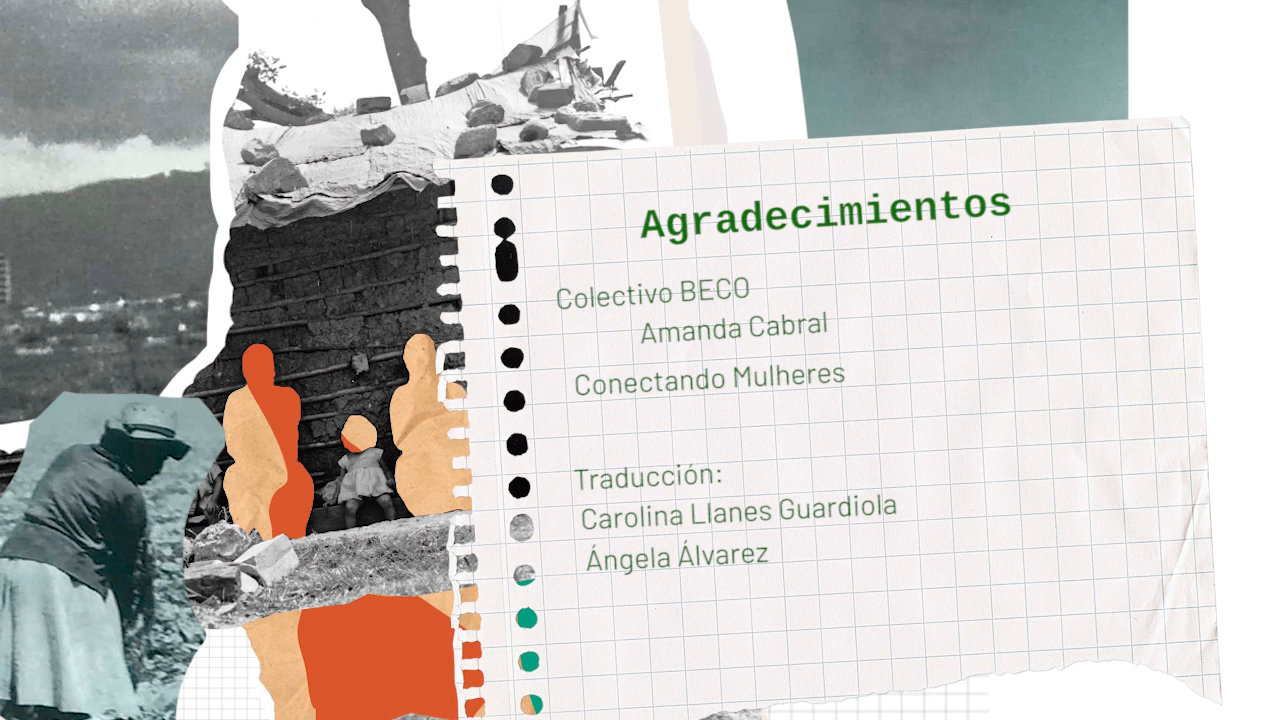 Agradecimientos
Colectivo BECO
Amanda Cabral
Conectando Mulheres
Traducción:
Carolina Llanes Guardiola
Ángela Álvarez